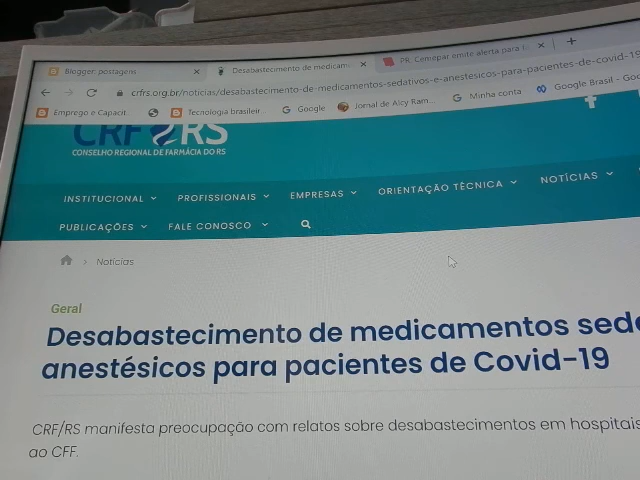 Blogger: postagens
Desabastecimento de medicam
PR: Cemepar emite alerta para
crfrs.org.br/noticias/desabastecimento-de-medicamentos-sedativos-e-anestesicos-para-pacientes-de-covid-19
Emprego e Capacit...
Tecnologia brasileir...
Google
Jornal de Alcy Ram...
Minha conta
Google Brasil - Goo
CRF RS
CONSELHO REGIONAL DE FARMÁCIA DO RS
INSTITUCIONAL PROFISSIONAIS EMPRESAS ORIENTAÇÃO TÉCNICA NOTÍCIAS
PUBLICAÇÕES FALE CONOSCO
> Notícias
Geral
Desabastecimento de medicamentos seda
anestésicos para pacientes de Covid-19
CRF/RS manifesta preocupação com relatos sobre desabastecimentos em hospitais
ao CFF.